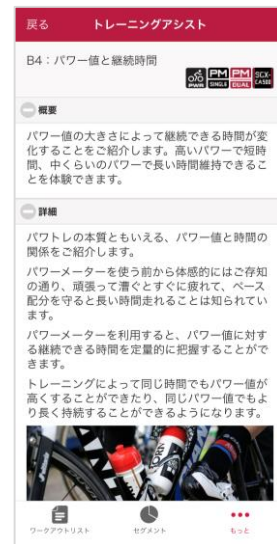 戻る トレーニングアシスト
B4：パワー値と継続時間
PWR PM SINGLE PM DUAL SCX-CASER
概要
パワー値の大きさによって継続できる時間が変
化することをご紹介します。高いパワーで短時
間、中くらいのパワーで長い時間維持できるこ
とを体験できます。
詳細
パワトレの本質ともいえる、パワー値と時間の
関係をご紹介します。
パワーメーターを使う前から体感的にはご存知
の通り、頑張って漕ぐとすぐに疲れて、ペース
配分を守ると長い時間走れることは知られてい
ます。
パワーメーターを利用すると、パワー値に対す
る継続できる時間を定量的に把握することがで
きます。
トレーニングによって同じ時間でもパワー値が
高くすることができたり、同じパワー値でもよ
り長く持続することができるようになります。
ワークアウトリスト セグメント もっと